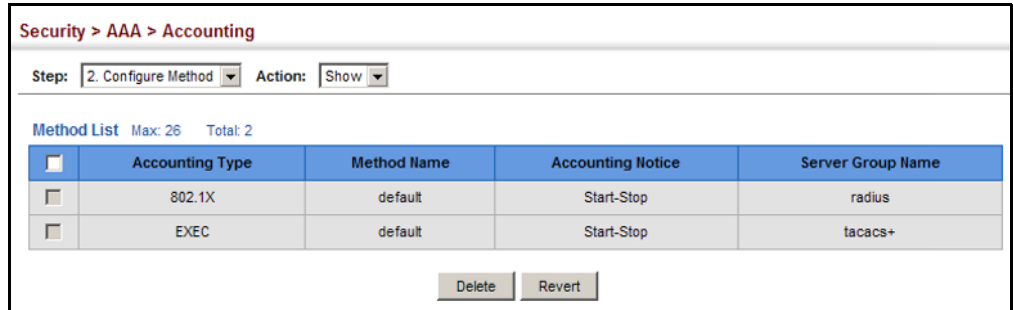 Security > AAA > Accounting
Step: 2. Configure Method Action: Show
Method List Max: 26 Total: 2
Accounting Type Method Name Accounting Notice Server Group Name
802.1X default Start-Stop radius
EXEC default Start-Stop tacacs+
Delete Revert